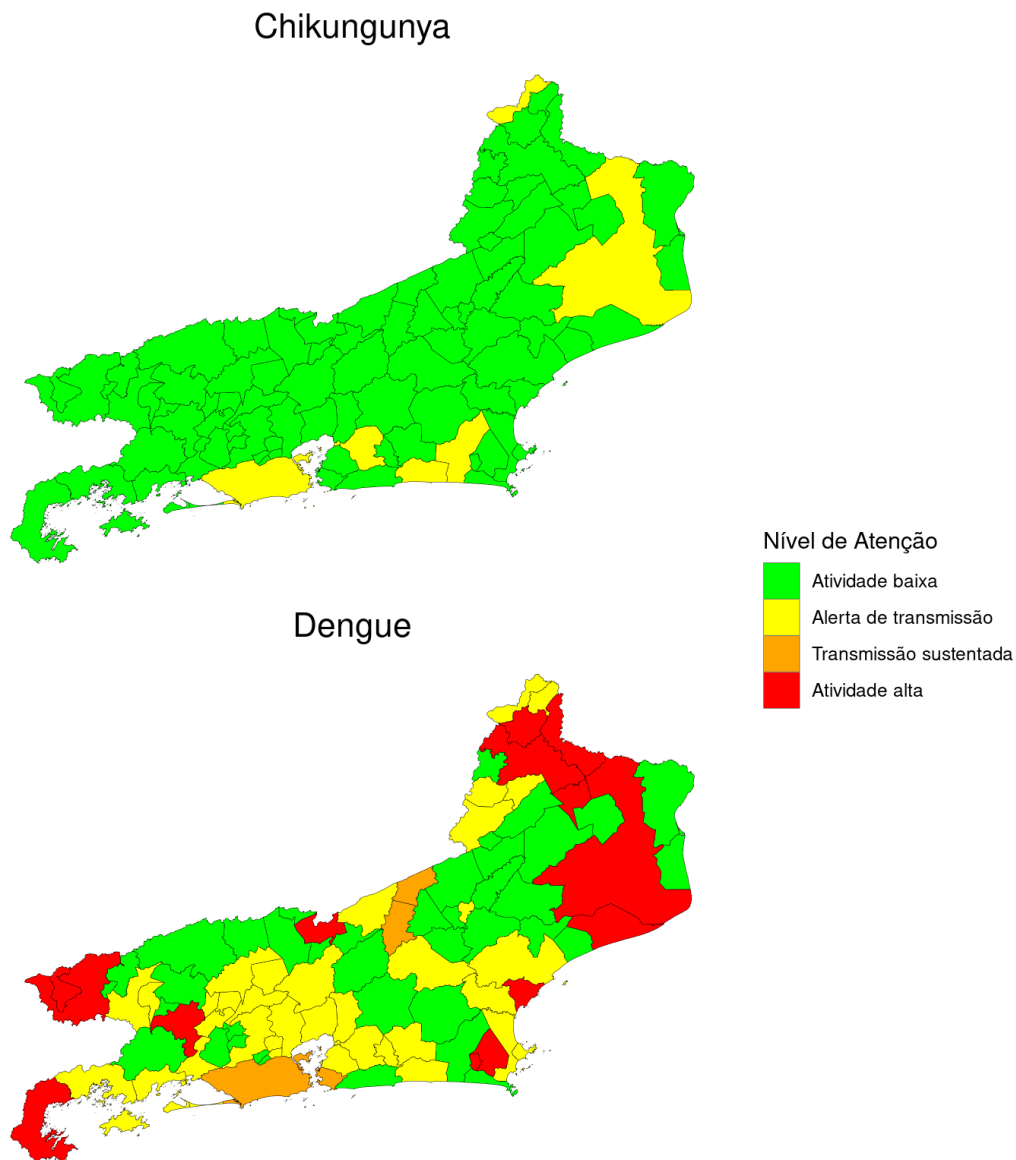 Chikungunya
Nível de Atenção
Atividade baixa
Alerta de transmissão
Transmissão sustentada
Atividade alta
Dengue